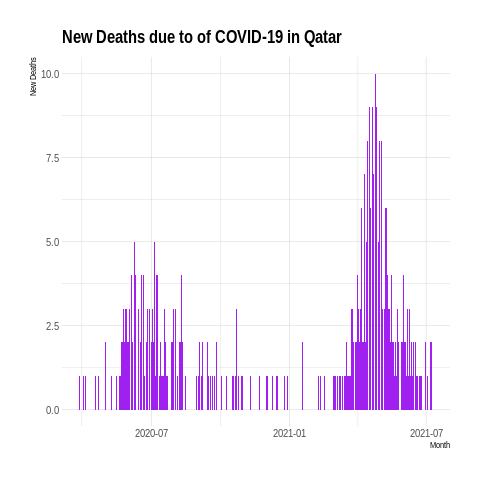 New Deaths due to of COVID-19 in Qatar
New Deaths
10.0
7.5
5.0
2.5
0.0
2020-07
2021-01
2021-07
Month